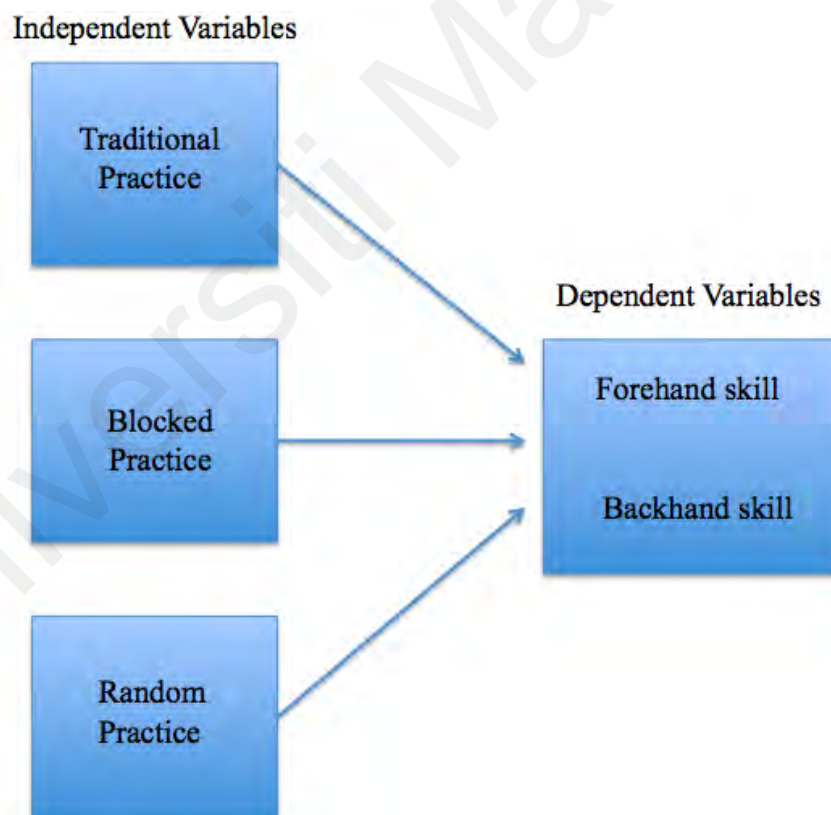 Independent Variables
Traditional
Practice
Dependent Variables
Forehand skill
Blocked
Practice
Backhand skill
Random
Practice